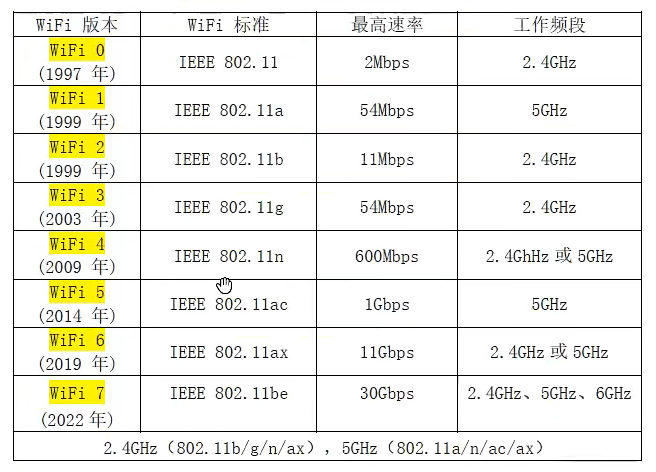 WiFi 版本 WiFi 标准 最高速率 工作频段
WiFi 0
(1997 年) IEEE 802.11 2Mbps 2.4GHz
WiFi 1
(1999 年) IEEE 802.11a 54Mbps 5GHz
WiFi 2
(1999 年) IEEE 802.11b 11Mbps 2.4GHz
WiFi 3
(2003 年) IEEE 802.11g 54Mbps 2.4GHz
WiFi 4
(2009 年) IEEE 802.11n 600Mbps 2.4GhHz 或 5GHz
WiFi 5
(2014 年) IEEE 802.11ac 1Gbps 5GHz
WiFi 6
(2019 年) IEEE 802.11ax 11Gbps 2.4GHz 或 5GHz
WiFi 7 IEEE 802.11be 30Gbps 2.4GHz、5GHz、6GHz
(2022 年)
2.4GHz（802.11b/g/n/ax），5GHz（802.11a/n/ac/ax）